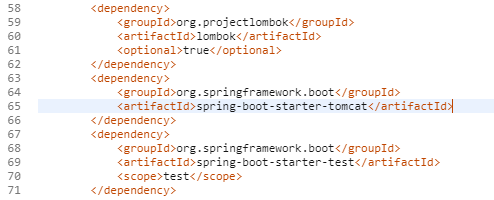 58 <dependency>
59 <groupId>org.projectlombok</groupId>
60 <artifactId>lombok</artifactId>
61 <optional>true</optional>
62 </dependency>
63 <dependency>
64 <groupId>org.springframework.boot</groupId>
65 <artifactId>spring-boot-starter-tomcat</artifactId>
66 </dependency>
67 <dependency>
68 <groupId>org.springframework.boot</groupId>
69 <artifactId>spring-boot-starter-test</artifactId>
70 <scope>test</scope>
71 </dependency>